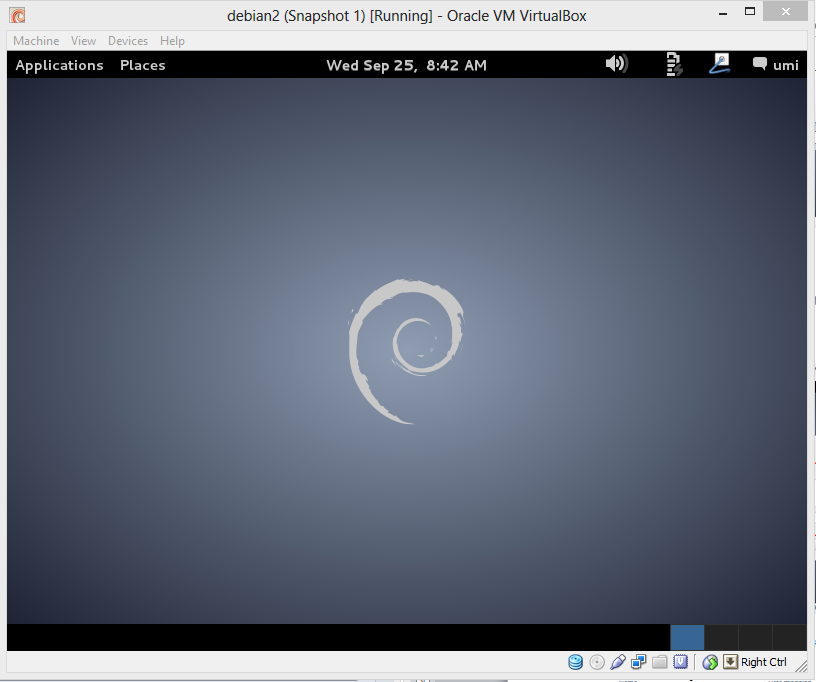 debian2 (Snapshot 1) [Running] - Oracle VM VirtualBox
Machine View Devices Help
Applications Places Wed Sep 25, 8:42 AM umi
Right Ctrl